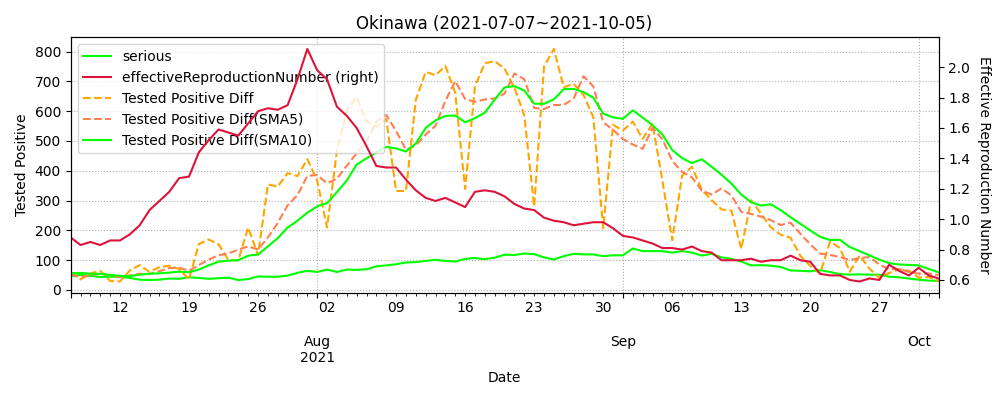 Okinawa (2021-07-07~2021-10-05)
serious
effectiveReproductionNumber (right)
Tested Positive Diff
Tested Positive Diff(SMA5)
Tested Positive Diff(SMA10)
Tested Positive
800
700
600
500
400
300
200
100
0
Effective Reproduction Number
2.0
1.8
1.6
1.4
1.2
1.0
0.8
0.6
12 19 26 02 09 16 23 30 06 13 20 27
Aug Sep Oct
2021
Date